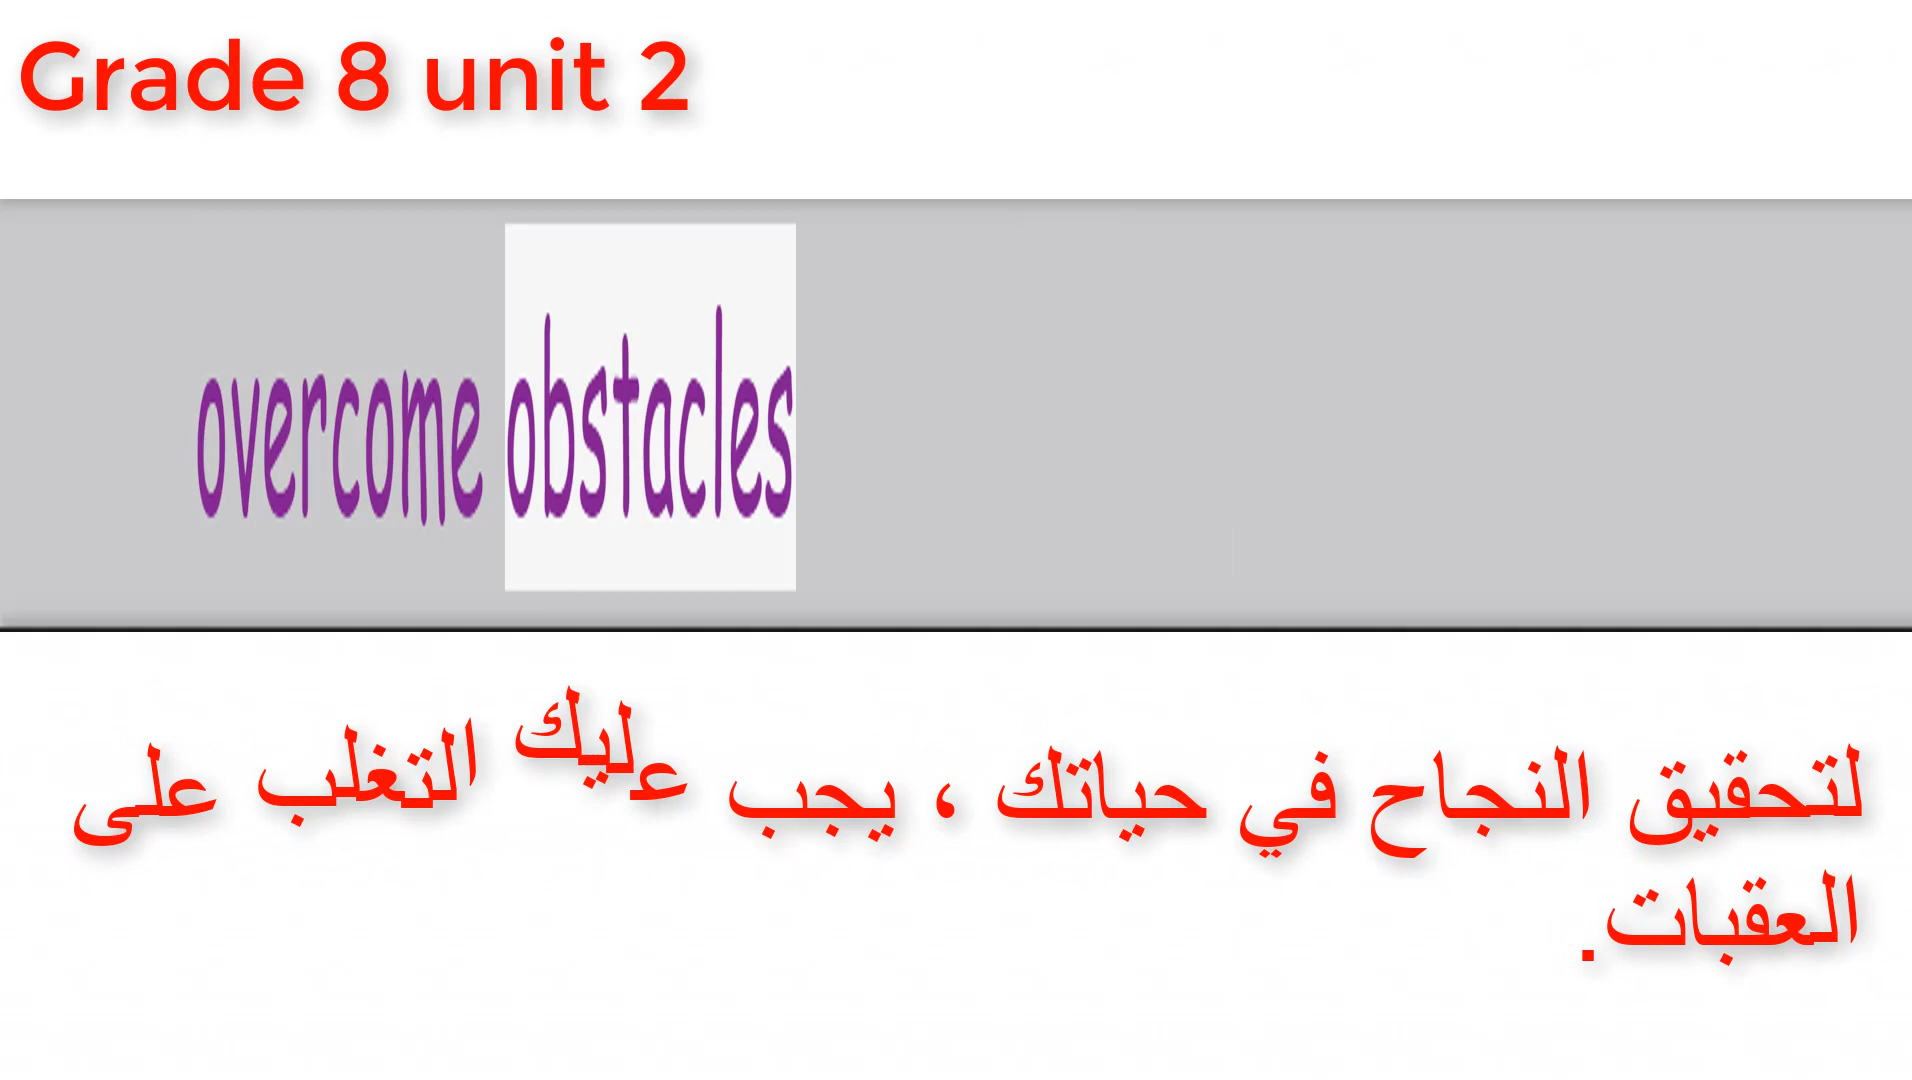 Grade 8 unit 2
overcome obstacles
لتحقيق النجاح في حياتك ، يجب عليك التغلب على
العقبات.